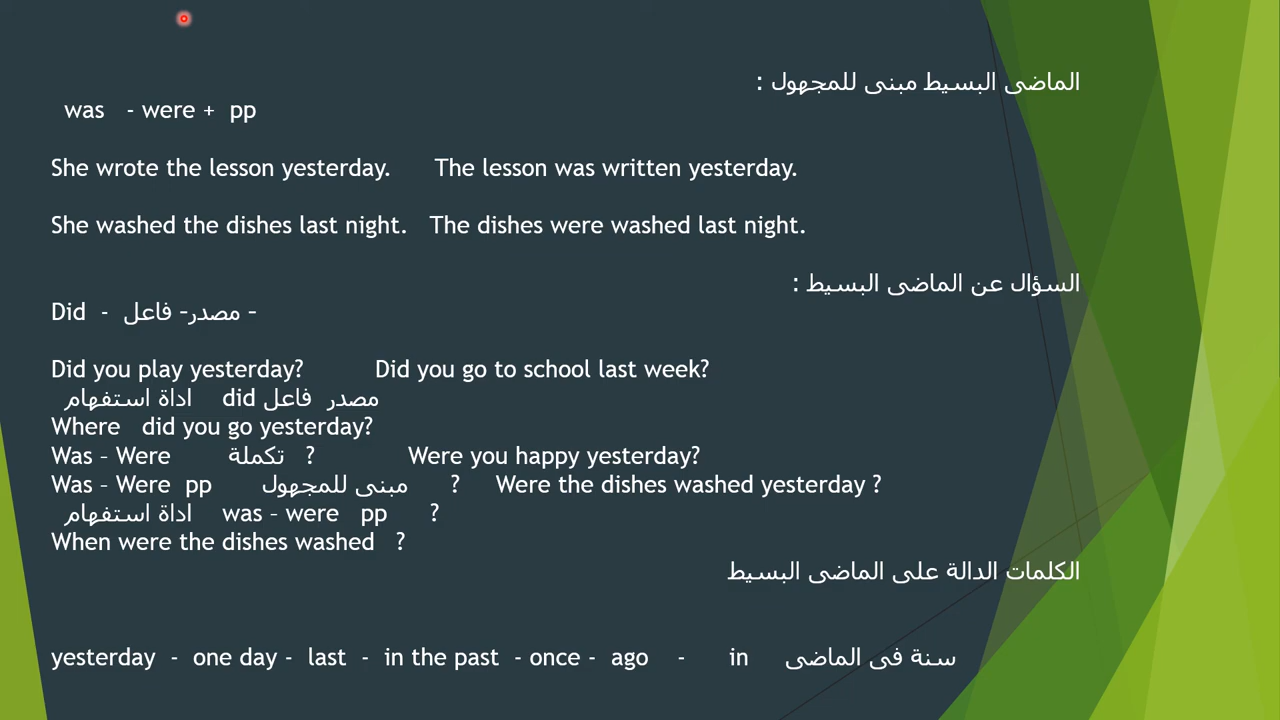 الماضى البسيط مبنى للمجهول :
was - were + pp
She wrote the lesson yesterday. The lesson was written yesterday.
She washed the dishes last night. The dishes were washed last night.
السؤال عن الماضى البسيط :
Did - فاعل –مصدر –
Did you play yesterday? Did you go to school last week?
اداة استفهام did فاعل مصدر
Where did you go yesterday?
Was – Were تكملة ? Were you happy yesterday?
Was – Were pp مبنى للمجهول ? Were the dishes washed yesterday ?
اداة استفهام was – were pp ?
When were the dishes washed ?
الكلمات الدالة على الماضى البسيط
yesterday - one day - last - in the past - once - ago - in سنة فى الماضى